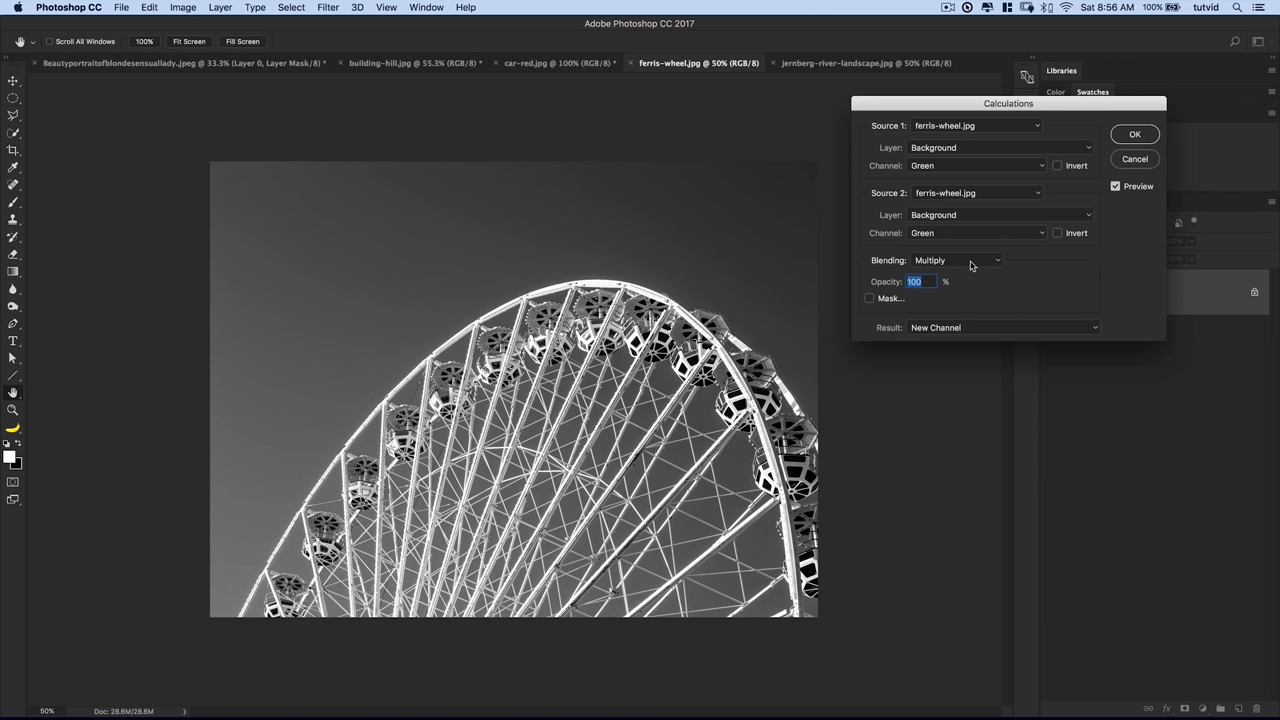 Photoshop CC File Edit Image Layer Type Select Filter 3D View Window Help Sat 8:56 AM 100% tutvid
Adobe Photoshop CC 2017
Scroll All Windows 100% Fit Screen Fill Screen
Beautyportraitofblondesensuallady.jpeg @ 33.3% (Layer 0, Layer Mask/8) * building-hill.jpg @ 55.3% (RGB/8) * car-red.jpg @ 100% (RGB/8) * ferris-wheel.jpg @ 50% (RGB/8) jernberg-river-landscape.jpg @ 50% (RGB/8)
Libraries
Color Swatches
Calculations
Source 1: ferris-wheel.jpg
OK
Layer: Background
Cancel
Channel: Green Invert
Preview
Source 2: ferris-wheel.jpg
Layer: Background
Channel: Green Invert
Blending: Multiply
Opacity: 100 %
Mask...
Result: New Channel
50% Doc: 28.6M/28.6M